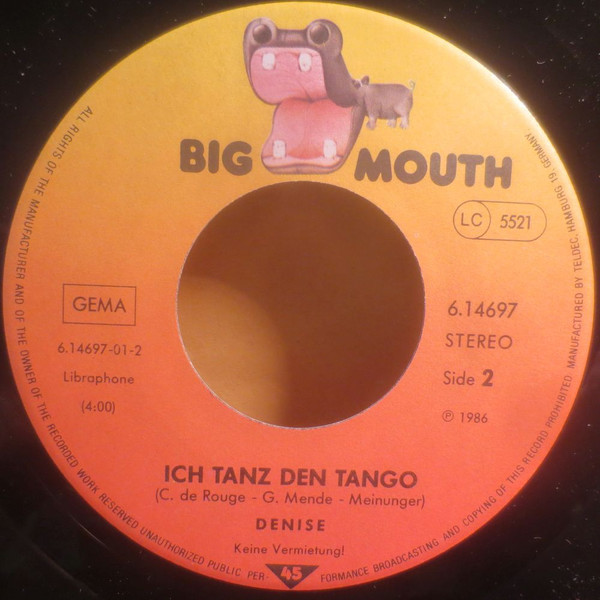 BIG MOUTH
LC 5521
GEMA
6.14697-01-2
Libraphone
(4:00)
6.14697
STEREO
Side 2
℗ 1986
ICH TANZ DEN TANGO
(C. de Rouge - G. Mende - Meinunger)
DENISE
Keine Vermietung!
45
ALL RIGHTS OF THE MANUFACTURER AND OF THE OWNER OF THE RECORDED WORK RESERVED UNAUTHORIZED PUBLIC PER- FORMANCE BROADCASTING AND COPYING OF THIS RECORD PROHIBITED. MANUFACTURED BY TELDEC, HAMBURG 19, GERMANY